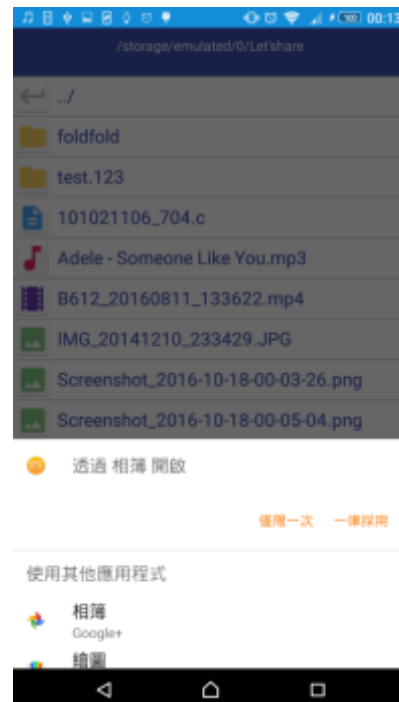 00:13
/storage/emulated/0/Let'share
../
foldfold
test.123
101021106_704.c
Adele - Someone Like You.mp3
B612_20160811_133622.mp4
IMG_20141210_233429.JPG
Screenshot_2016-10-18-00-03-26.png
Screenshot_2016-10-18-00-05-04.png
透過 相簿 開啟
僅限一次 一律採用
使用其他應用程式
相簿
Google+
繪圖